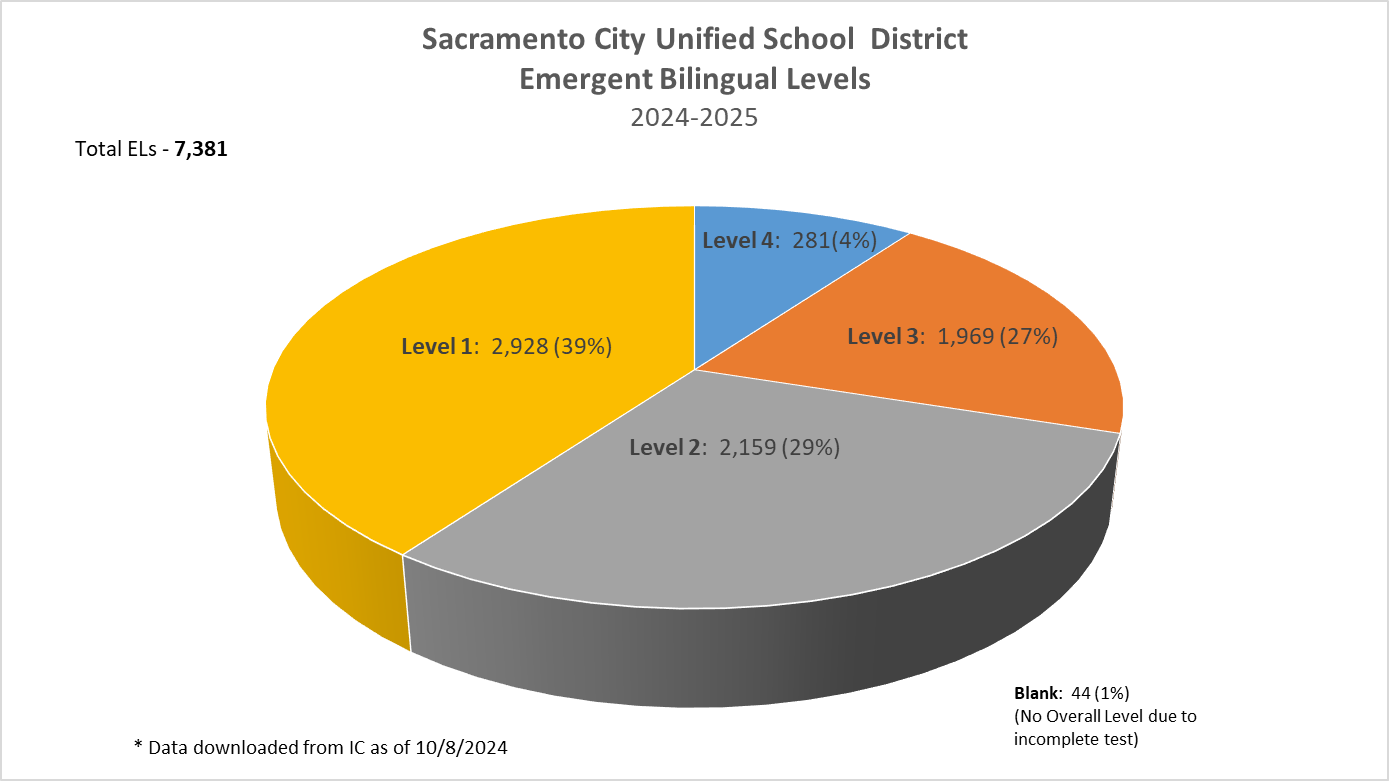 Sacramento City Unified School  District
Emergent Bilingual Levels
2024-2025
Total ELs - 7,381
Level 4:  281(4%)
Level 3:  1,969 (27%)
Level 1:  2,928 (39%)
Level 2:  2,159 (29%)
Blank:  44 (1%)
(No Overall Level due to
incomplete test)
* Data downloaded from IC as of 10/8/2024